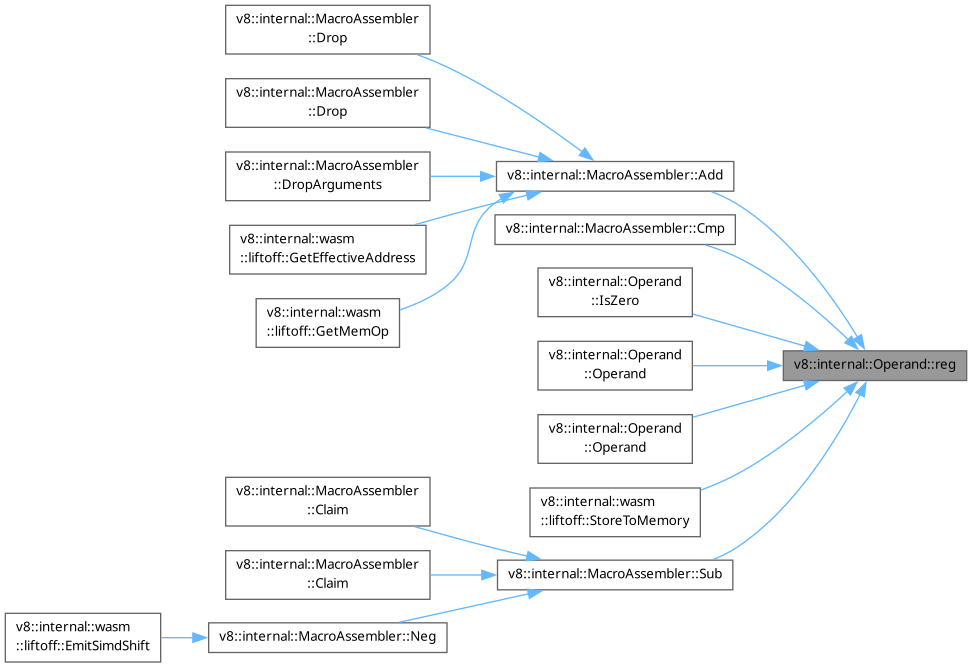 v8::internal::MacroAssembler
::Drop
v8::internal::MacroAssembler
::Drop
v8::internal::MacroAssembler
::DropArguments
v8::internal::wasm
::liftoff::GetEffectiveAddress
v8::internal::wasm
::liftoff::GetMemOp
v8::internal::MacroAssembler::Add
v8::internal::MacroAssembler::Cmp
v8::internal::Operand
::IsZero
v8::internal::Operand
::Operand
v8::internal::Operand
::Operand
v8::internal::wasm
::liftoff::StoreToMemory
v8::internal::Operand::reg
v8::internal::MacroAssembler
::Claim
v8::internal::MacroAssembler
::Claim
v8::internal::MacroAssembler::Sub
v8::internal::MacroAssembler::Neg
v8::internal::wasm
::liftoff::EmitSimdShift